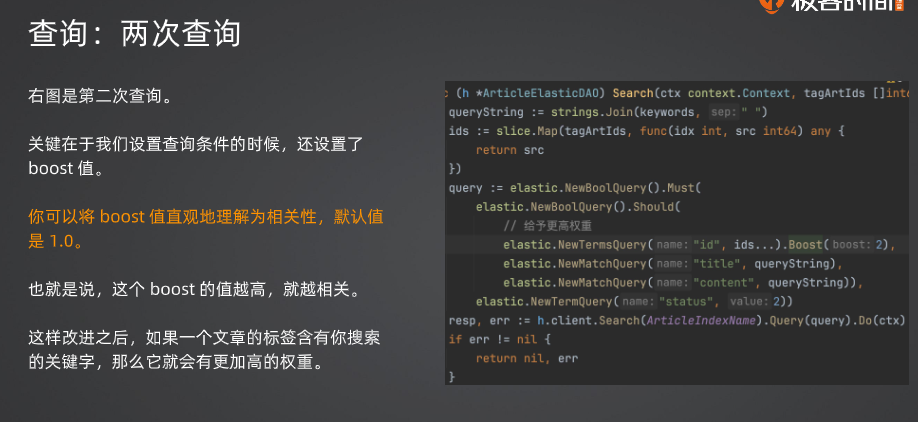 极客时间
查询：两次查询
右图是第二次查询。
关键在于我们设置查询条件的时候，还设置了
boost 值。
你可以将 boost 值直观地理解为相关性，默认值
是 1.0。
也就是说，这个 boost 的值越高，就越相关。
这样改进之后，如果一个文章的标签含有你搜索
的关键字，那么它就会有更加高的权重。
(h *ArticleElasticDAO) Search(ctx context.Context, tagArtIds []int6
queryString := strings.Join(keywords, sep: " ")
ids := slice.Map(tagArtIds, func(idx int, src int64) any {
return src
})
query := elastic.NewBoolQuery().Must(
elastic.NewBoolQuery().Should(
// 给予更高权重
elastic.NewTermsQuery(name: "id", ids...).Boost(boost: 2),
elastic.NewMatchQuery(name: "title", queryString),
elastic.NewMatchQuery(name: "content", queryString)),
elastic.NewTermQuery(name: "status", value: 2))
resp, err := h.client.Search(ArticleIndexName).Query(query).Do(ctx)
if err != nil {
return nil, err
}